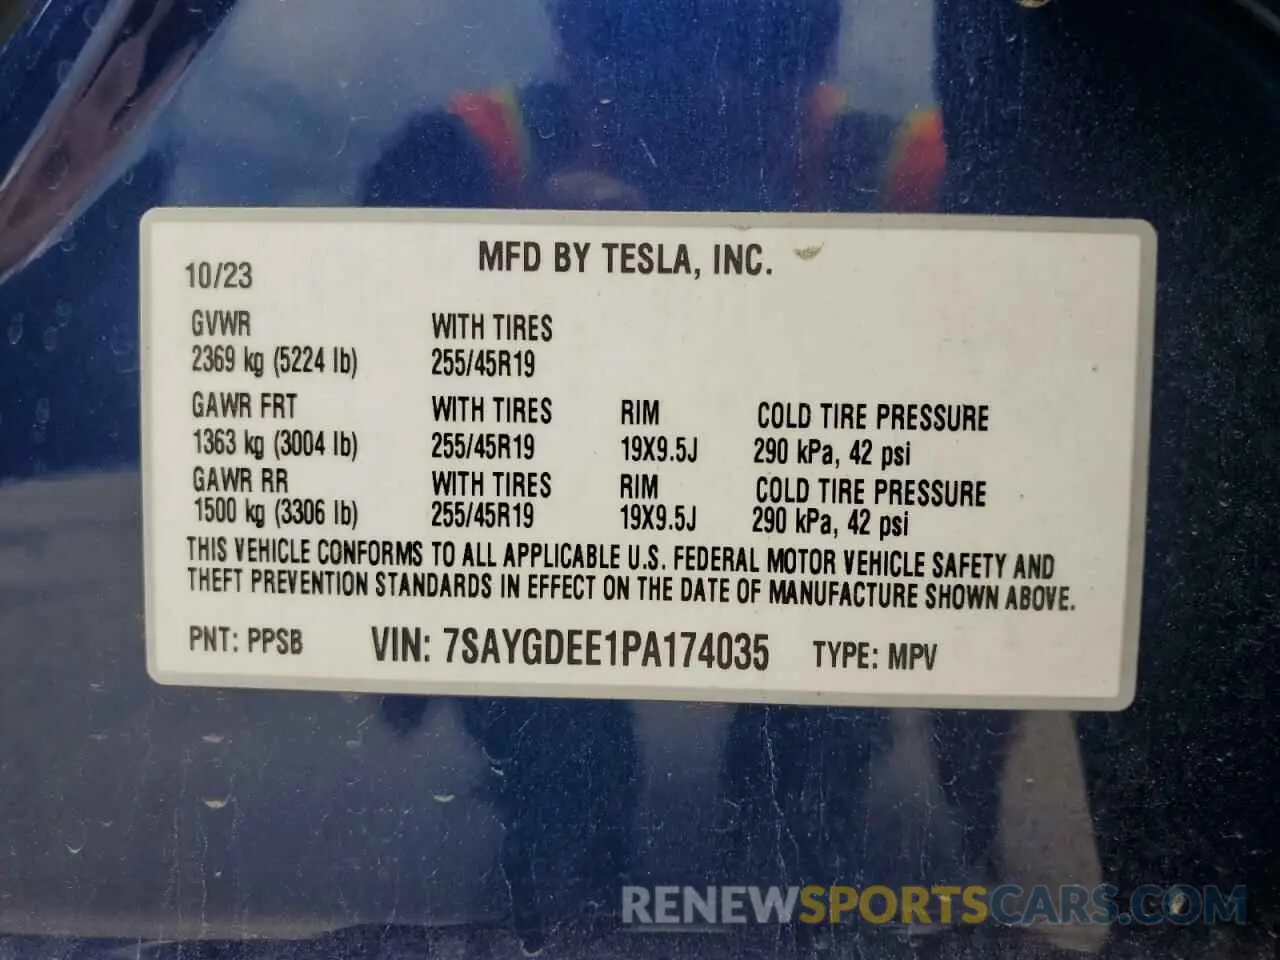 MFD BY TESLA, INC.
10/23
GVWR WITH TIRES
2369 kg (5224 lb) 255/45R19
GAWR FRT WITH TIRES RIM COLD TIRE PRESSURE
1363 kg (3004 lb) 255/45R19 19X9.5J 290 kPa, 42 psi
GAWR RR WITH TIRES RIM COLD TIRE PRESSURE
1500 kg (3306 lb) 255/45R19 19X9.5J 290 kPa, 42 psi
THIS VEHICLE CONFORMS TO ALL APPLICABLE U.S. FEDERAL MOTOR VEHICLE SAFETY AND
THEFT PREVENTION STANDARDS IN EFFECT ON THE DATE OF MANUFACTURE SHOWN ABOVE.
PNT: PPSB VIN: 7SAYGDEE1PA174035 TYPE: MPV
RENEWSPORTSCARS.COM